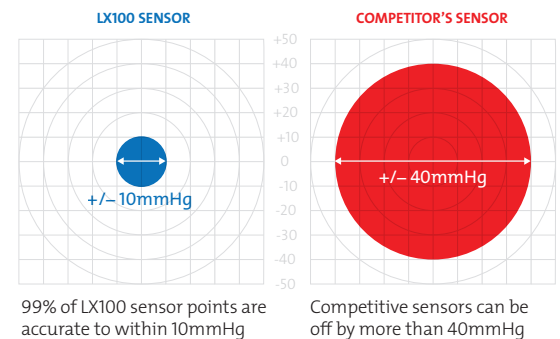 LX100 SENSOR
COMPETITOR'S SENSOR
+50
+40
+30
+20
+10
0
-10
-20
-30
-40
-50
+/– 10mmHg
+/– 40mmHg
99% of LX100 sensor points are
accurate to within 10mmHg
Competitive sensors can be
off by more than 40mmHg